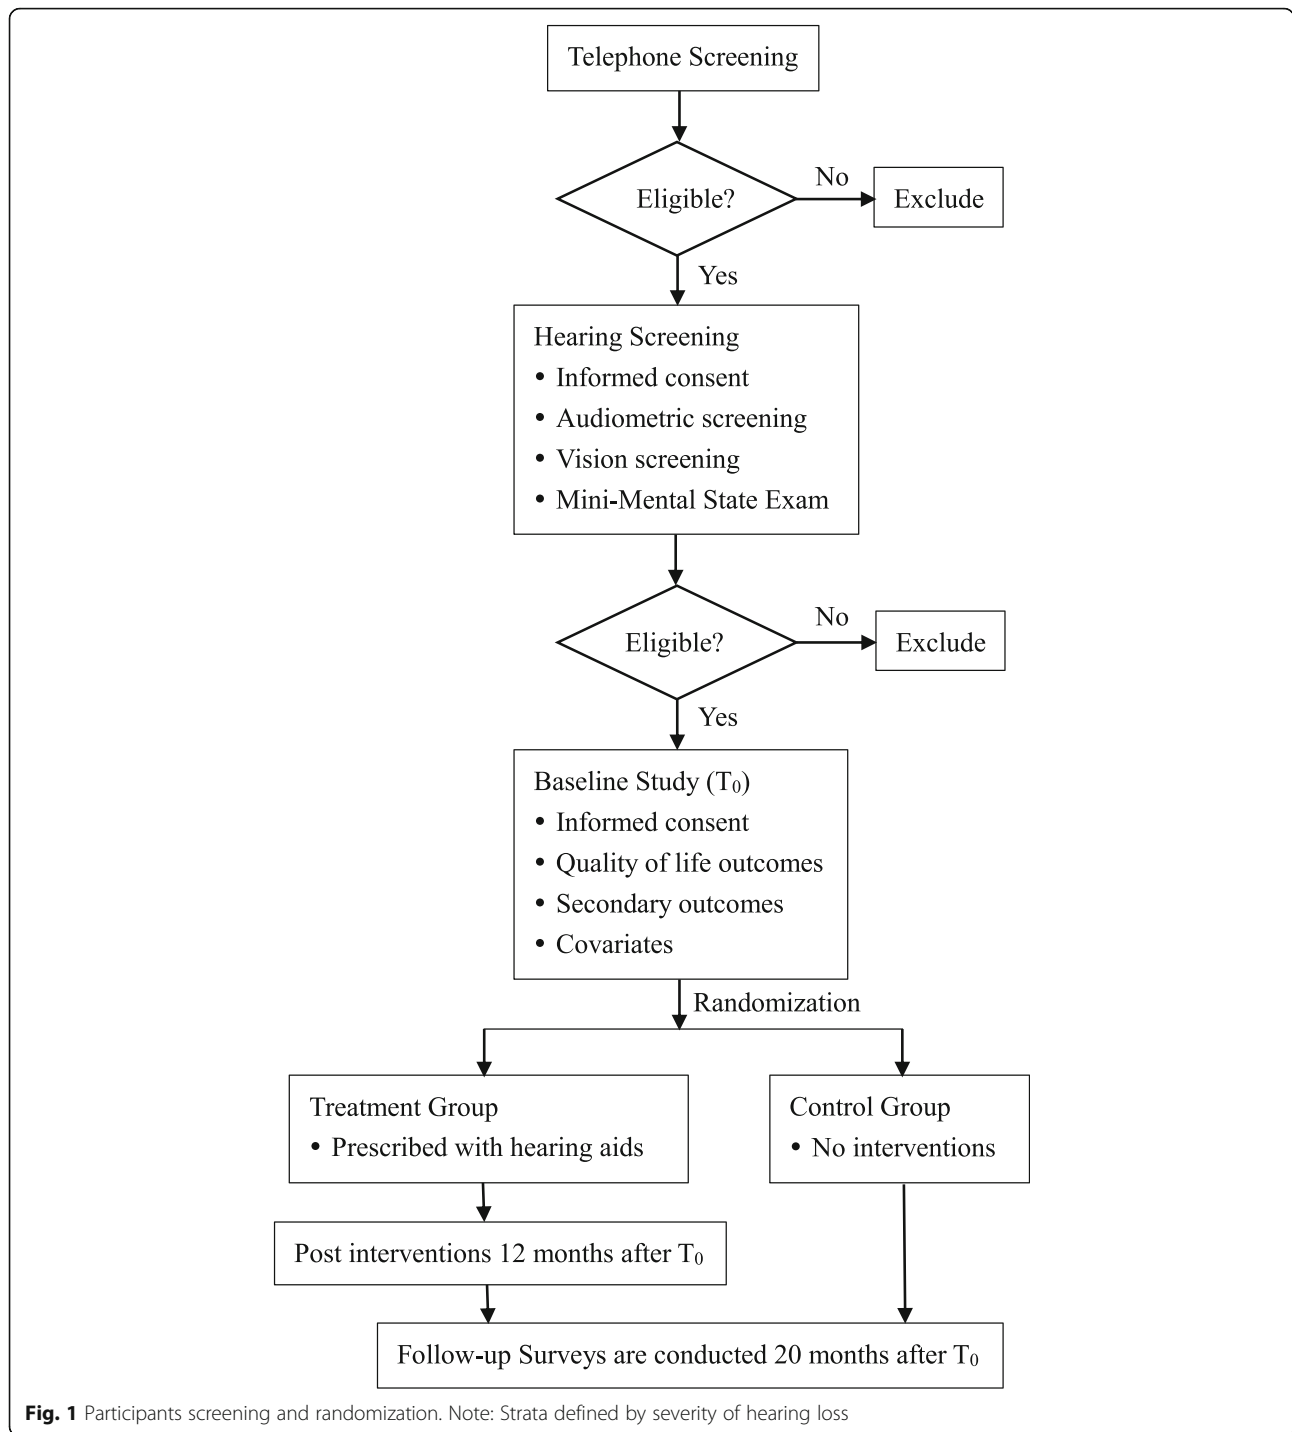 Telephone Screening
Eligible?
No
Exclude
Yes
Hearing Screening
• Informed consent
• Audiometric screening
• Vision screening
• Mini-Mental State Exam
Eligible?
No
Exclude
Yes
Baseline Study (T₀)
• Informed consent
• Quality of life outcomes
• Secondary outcomes
• Covariates
Randomization
Treatment Group
• Prescribed with hearing aids
Control Group
• No interventions
Post interventions 12 months after T₀
Follow-up Surveys are conducted 20 months after T₀
Fig. 1 Participants screening and randomization. Note: Strata defined by severity of hearing loss